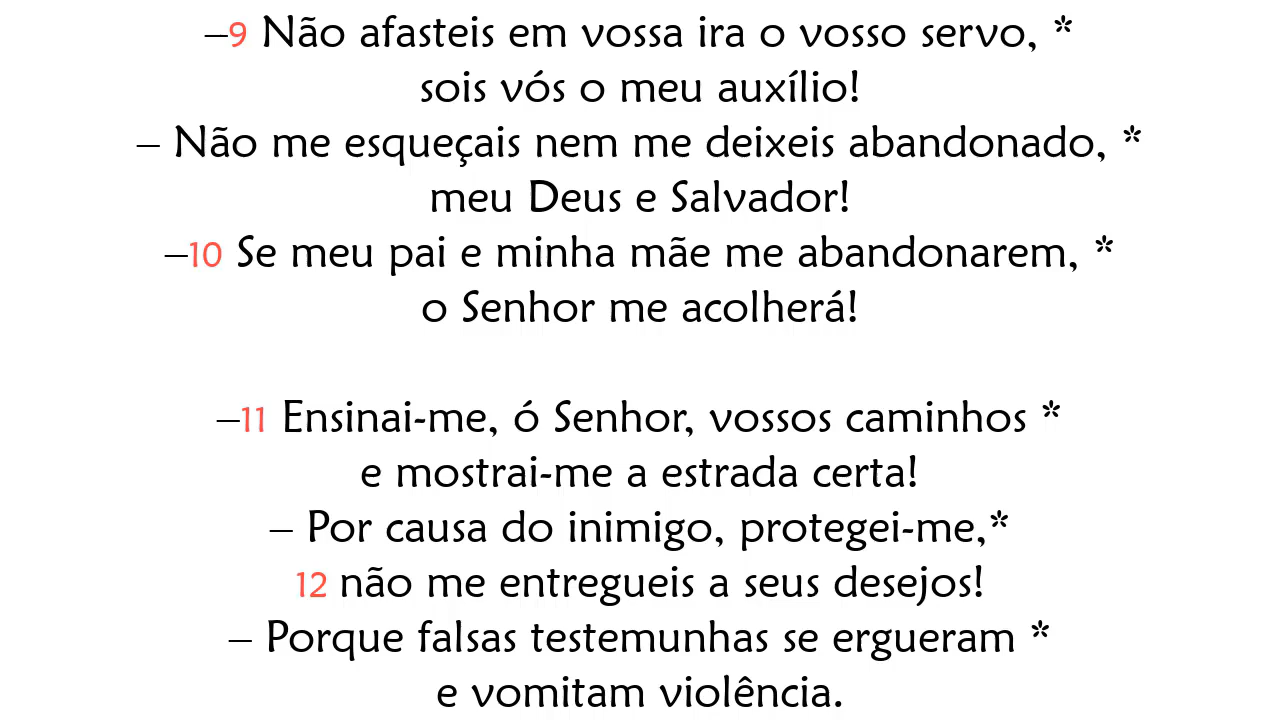 –9 Não afasteis em vossa ira o vosso servo, *
sois vós o meu auxílio!
– Não me esqueçais nem me deixeis abandonado, *
meu Deus e Salvador!
–10 Se meu pai e minha mãe me abandonarem, *
o Senhor me acolherá!
–11 Ensinai-me, ó Senhor, vossos caminhos *
e mostrai-me a estrada certa!
– Por causa do inimigo, protegei-me,*
12 não me entregueis a seus desejos!
– Porque falsas testemunhas se ergueram *
e vomitam violência.